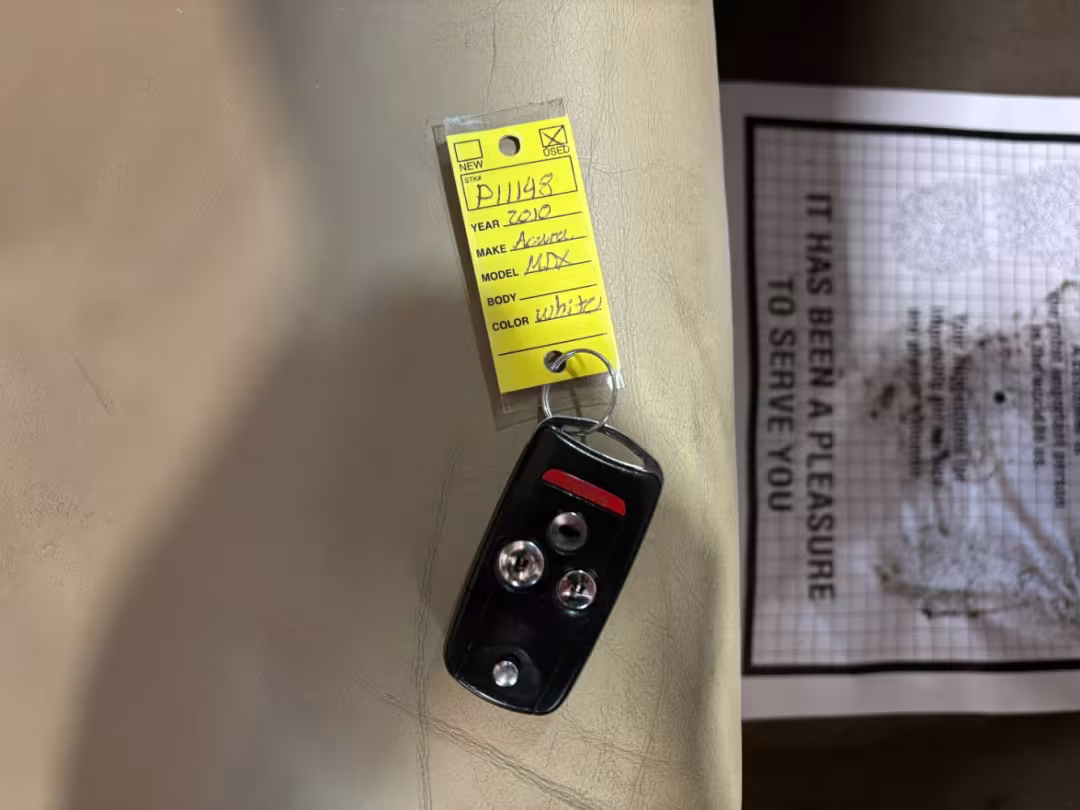 NEW
USED
STK# P11148
YEAR 2010
MAKE Acura
MODEL MDX
BODY
COLOR White
IT HAS BEEN A PLEASURE
TO SERVE YOU